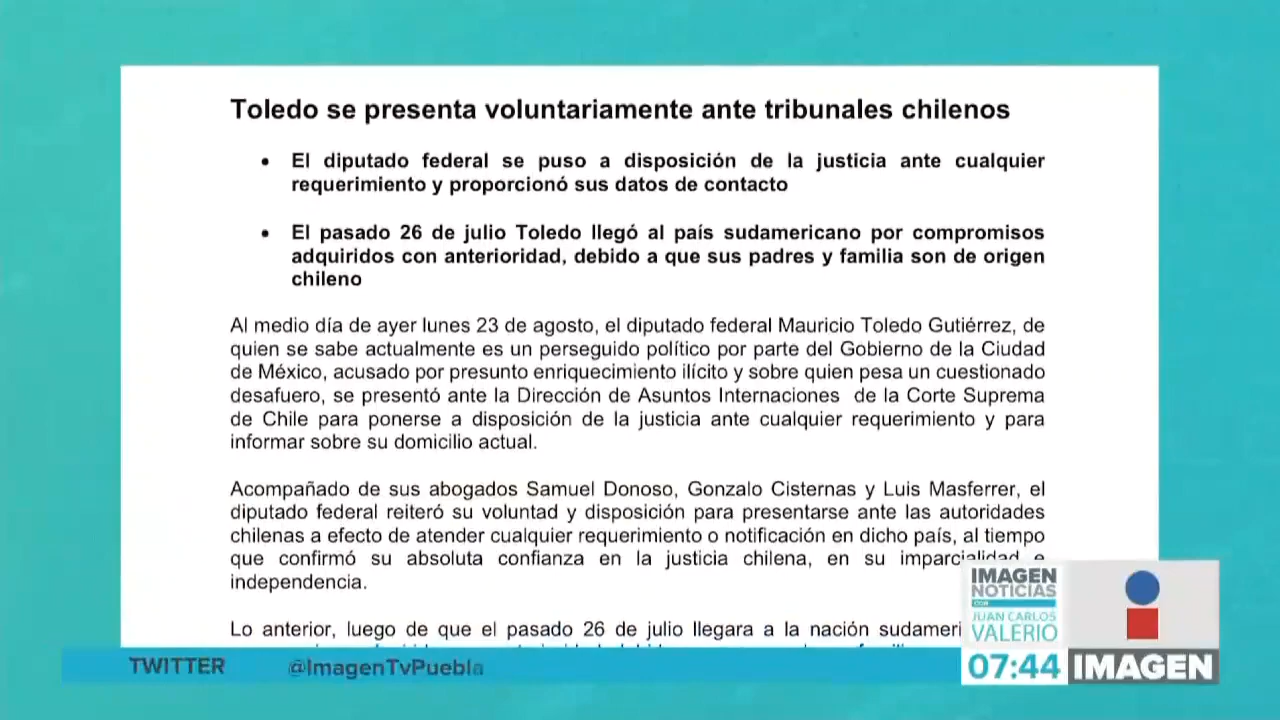 Toledo se presenta voluntariamente ante tribunales chilenos
• El diputado federal se puso a disposición de la justicia ante cualquier
requerimiento y proporcionó sus datos de contacto
• El pasado 26 de julio Toledo llegó al país sudamericano por compromisos
adquiridos con anterioridad, debido a que sus padres y familia son de origen
chileno
Al medio día de ayer lunes 23 de agosto, el diputado federal Mauricio Toledo Gutiérrez, de
quien se sabe actualmente es un perseguido político por parte del Gobierno de la Ciudad
de México, acusado por presunto enriquecimiento ilícito y sobre quien pesa un cuestionado
desafuero, se presentó ante la Dirección de Asuntos Internaciones de la Corte Suprema
de Chile para ponerse a disposición de la justicia ante cualquier requerimiento y para
informar sobre su domicilio actual.
Acompañado de sus abogados Samuel Donoso, Gonzalo Cisternas y Luis Masferrer, el
diputado federal reiteró su voluntad y disposición para presentarse ante las autoridades
chilenas a efecto de atender cualquier requerimiento o notificación en dicho país, al tiempo
que confirmó su absoluta confianza en la justicia chilena, en su imparcialidad e
independencia.
Lo anterior, luego de que el pasado 26 de julio llegara a la nación sudameri
IMAGEN
NOTICIAS
CON
JUAN CARLOS
VALERIO
07:44
IMAGEN
TWITTER
@ImagenTvPuebla